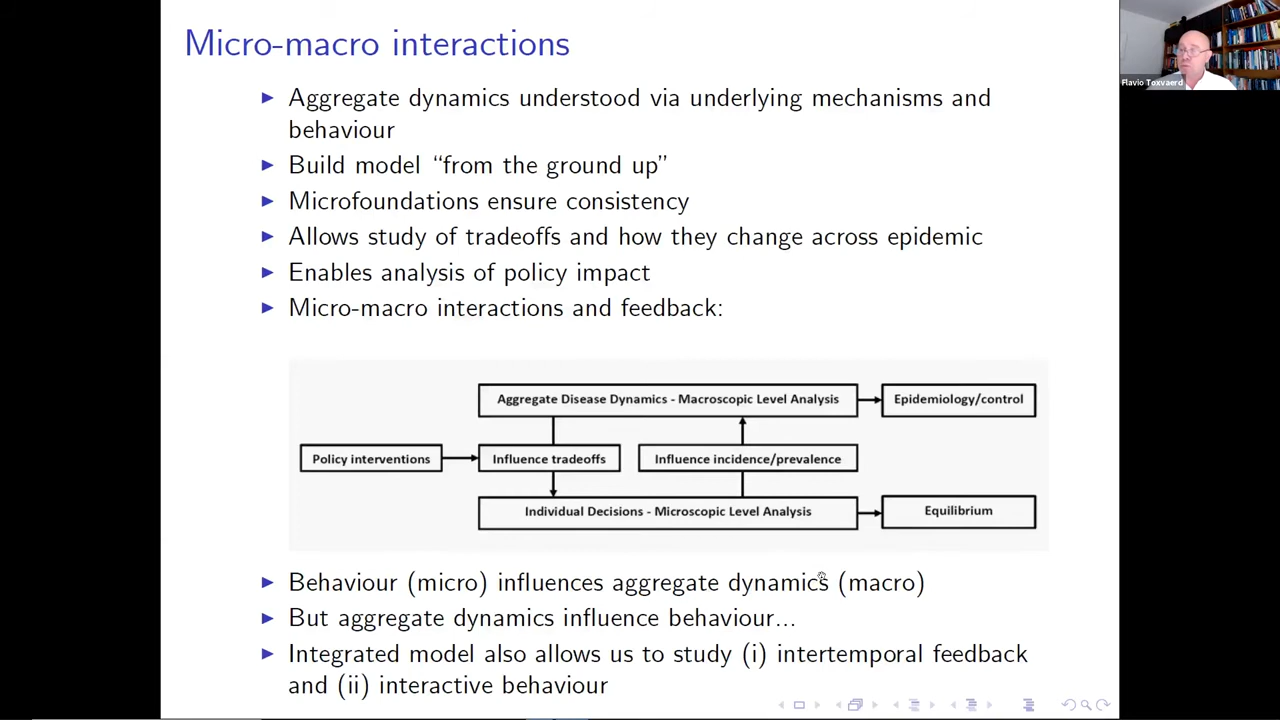 Micro-macro interactions
Flavio Toxvaerd
▶ Aggregate dynamics understood via underlying mechanisms and
behaviour
▶ Build model “from the ground up”
▶ Microfoundations ensure consistency
▶ Allows study of tradeoffs and how they change across epidemic
▶ Enables analysis of policy impact
▶ Micro-macro interactions and feedback:
Aggregate Disease Dynamics - Macroscopic Level Analysis
Epidemiology/control
Policy interventions
Influence tradeoffs
Influence incidence/prevalence
Individual Decisions - Microscopic Level Analysis
Equilibrium
▶ Behaviour (micro) influences aggregate dynamics (macro)
▶ But aggregate dynamics influence behaviour...
▶ Integrated model also allows us to study (i) intertemporal feedback
and (ii) interactive behaviour